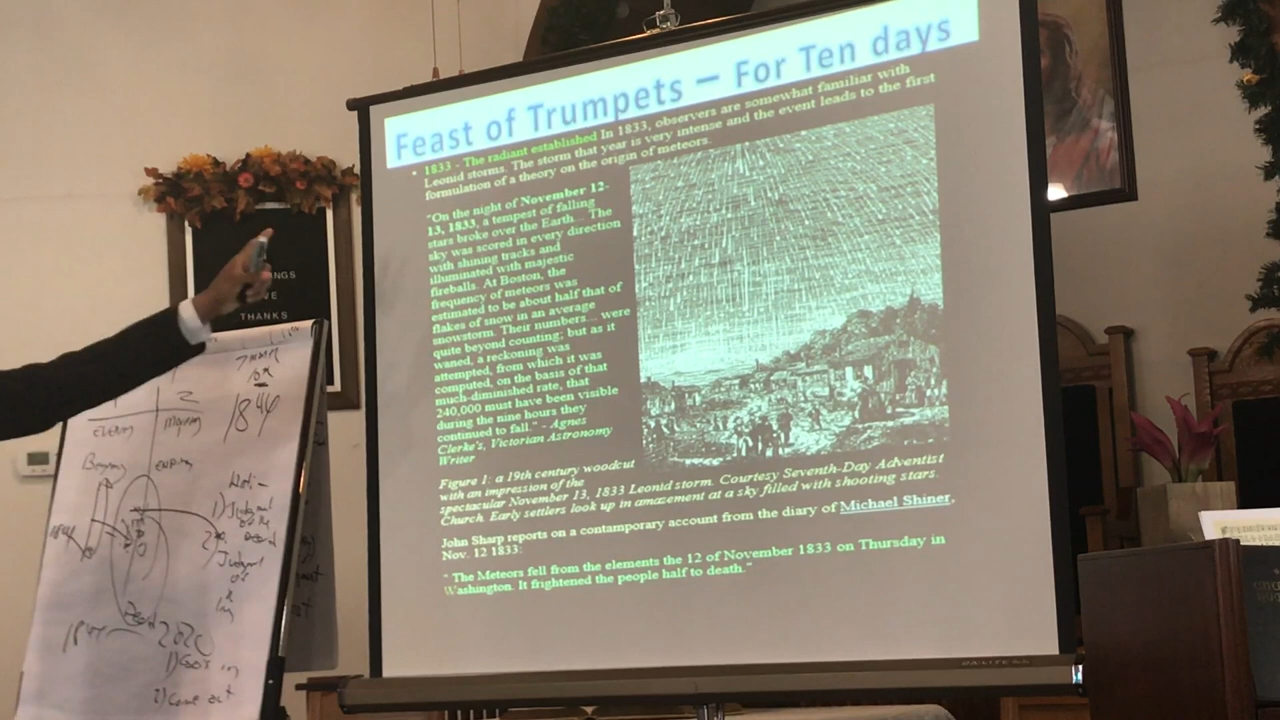 Feast of Trumpets – For Ten days
• 1833 - The radiant established In 1833, observers are somewhat familiar with
Leonid storms. The storm that year is very intense and the event leads to the first
formulation of a theory on the origin of meteors.
"On the night of November 12-
13, 1833, a tempest of falling
stars broke over the Earth... The
sky was scored in every direction
with shining tracks and
illuminated with majestic
fireballs. At Boston, the
frequency of meteors was
estimated to be about half that of
flakes of snow in an average
snowstorm. Their numbers... were
quite beyond counting; but as it
waned, a reckoning was
attempted, from which it was
computed, on the basis of that
much-diminished rate, that
240,000 must have been visible
during the nine hours they
continued to fall." - Agnes
Clerke's, Victorian Astronomy
Writer
Figure 1: a 19th century woodcut
with an impression of the
spectacular November 13, 1833 Leonid storm. Courtesy Seventh-Day Adventist
Church. Early settlers look up in amazement at a sky filled with shooting stars.
John Sharp reports on a contamporary account from the diary of Michael Shiner,
Nov. 12 1833:
" The Meteors fell from the elements the 12 of November 1833 on Thursday in
Washington. It frightened the people half to death."
DA-LITE
THANKS
1844
1 2
evening morning
ending
1844
1844 2020